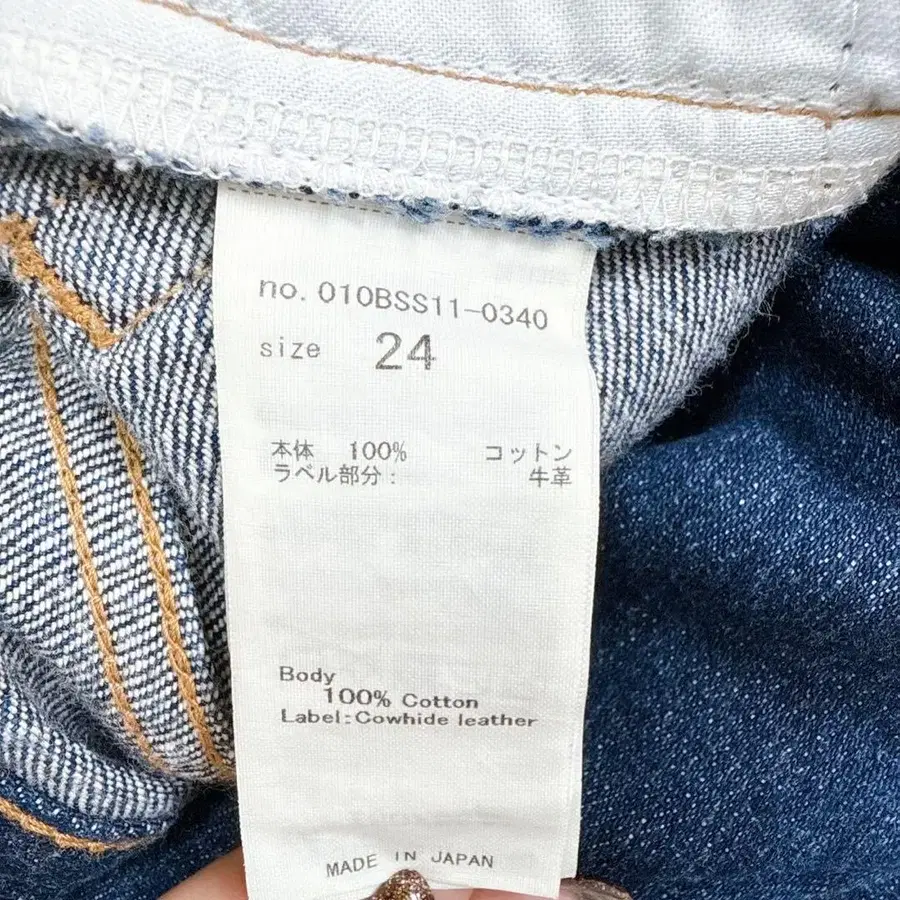 no. 010BSS11-0340
size 24
本体 100% コットン
ラベル部分: 牛革
Body
100% Cotton
Label:Cowhide leather
MADE IN JAPAN